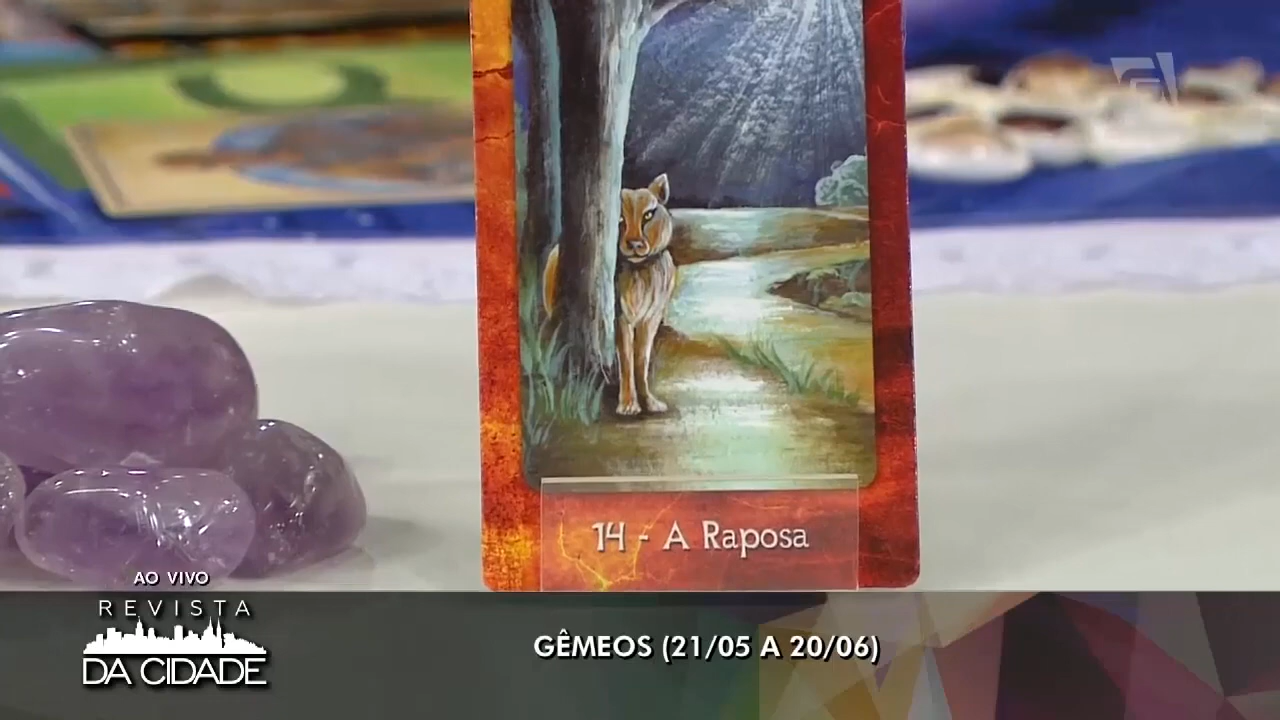 14 - A Raposa
AO VIVO
REVISTA
DA CIDADE
GÊMEOS (21/05 A 20/06)